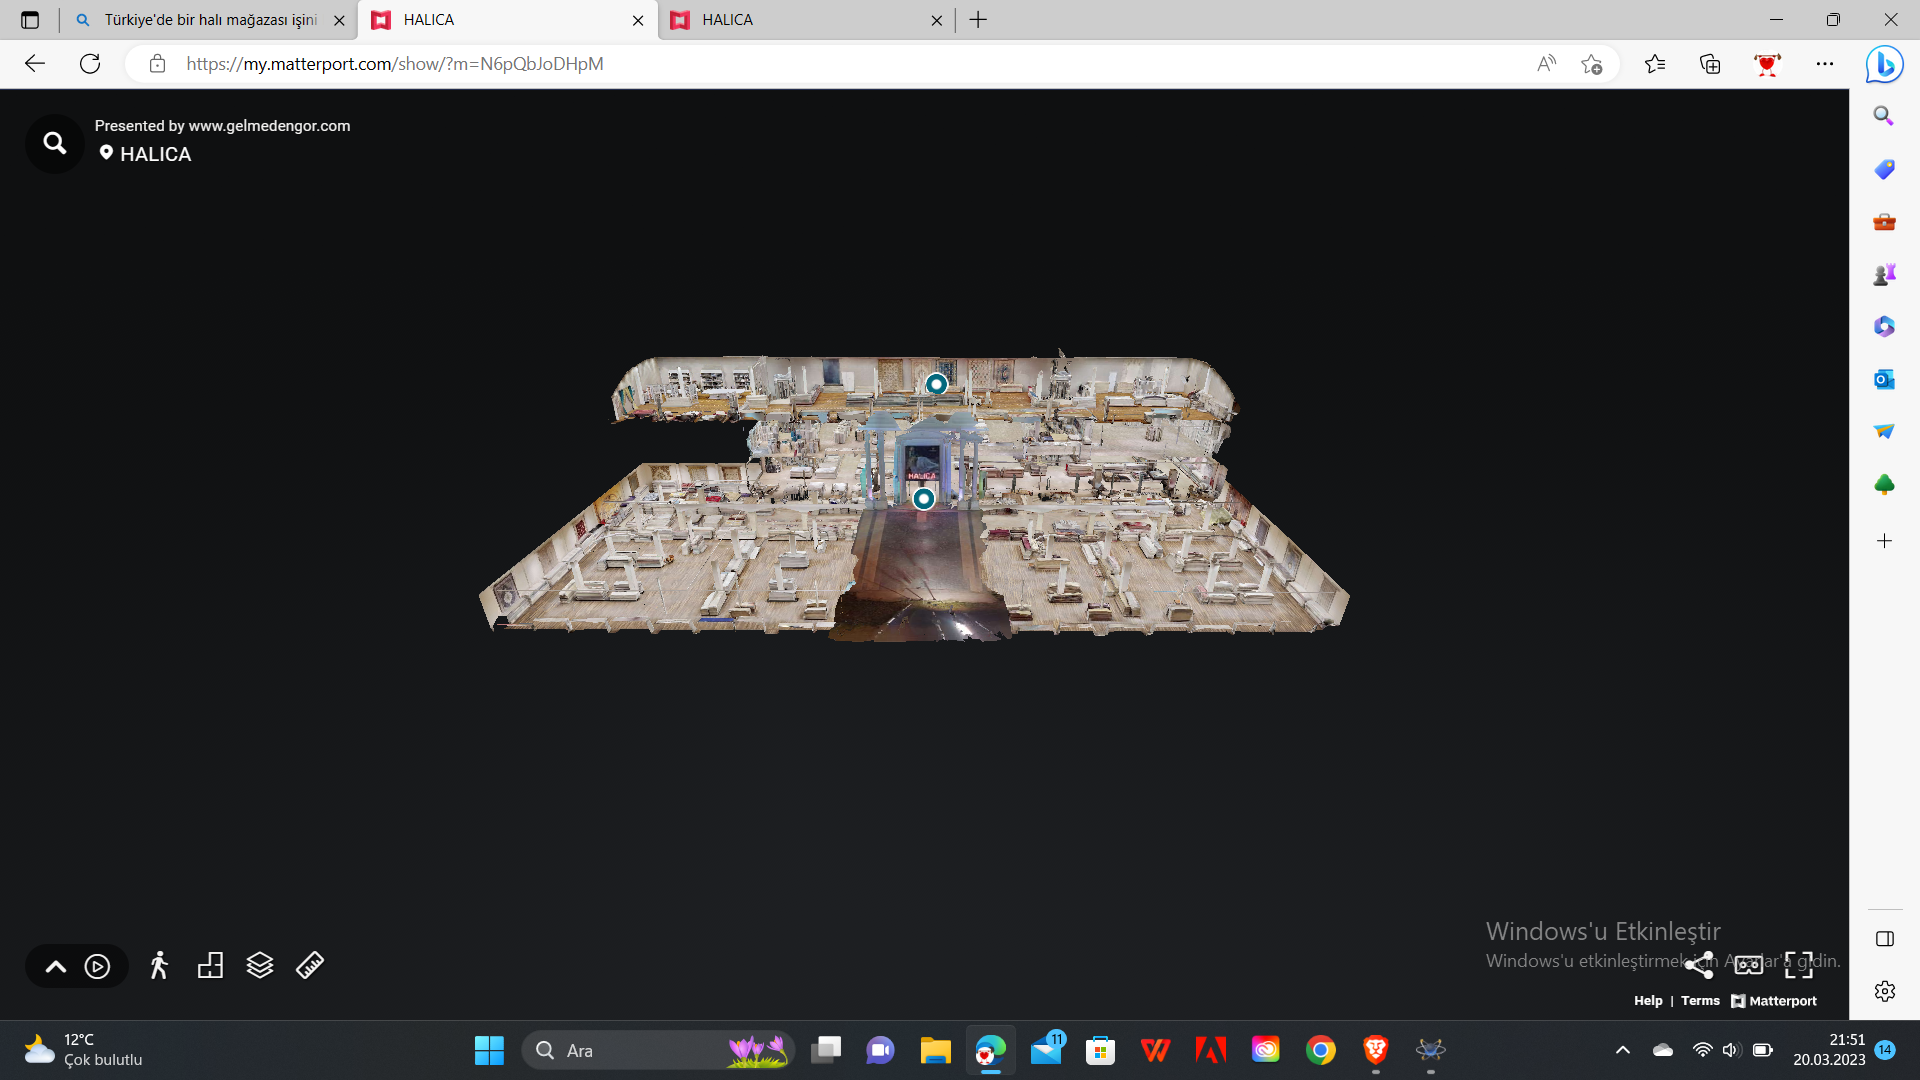 Türkiye'de bir halı mağazası işini
HALICA
HALICA
https://my.matterport.com/show/?m=N6pQbJoDHpM
Presented by www.gelmedengor.com
HALICA
HALICA
Windows'u Etkinleştir
Windows'u etkinleştirmek için Ayarlar'a gidin.
Help | Terms Matterport
12°C
Çok bulutlu
Ara
11
21:51
20.03.2023
14